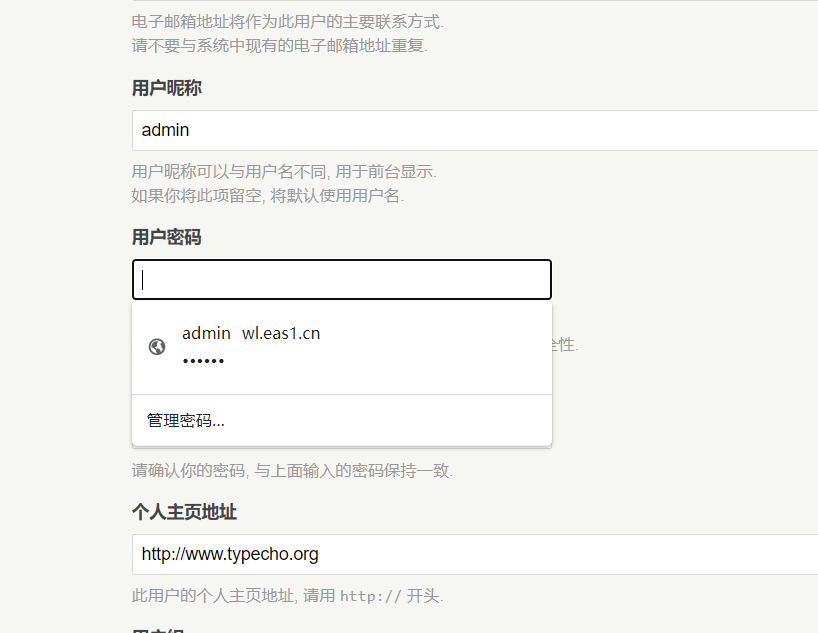 电子邮箱地址将作为此用户的主要联系方式.
请不要与系统中现有的电子邮箱地址重复.
用户昵称
admin
用户昵称可以与用户名不同, 用于前台显示.
如果你将此项留空, 将默认使用用户名.
用户密码
admin wl.eas1.cn
••••••
全性.
管理密码...
请确认你的密码, 与上面输入的密码保持一致.
个人主页地址
http://www.typecho.org
此用户的个人主页地址, 请用 http:// 开头.
用户组